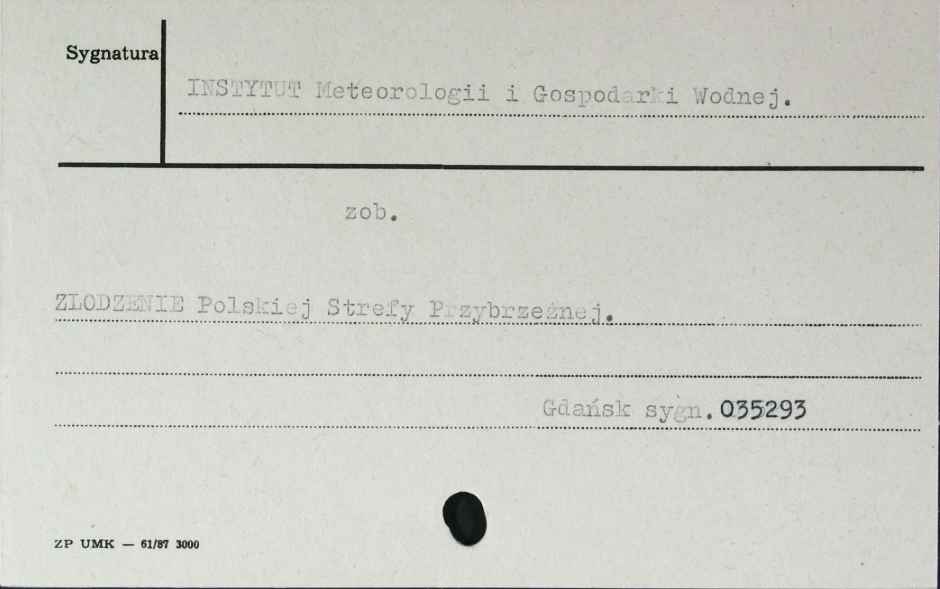 Sygnatura
INSTYTUT Meteorologii i Gospodarki Wodnej.
zob.
ZLODZENIE Polskiej Strefy Przybrzeżnej.
Gdańsk sygn. 035293
ZP UMK — 61/87 3000